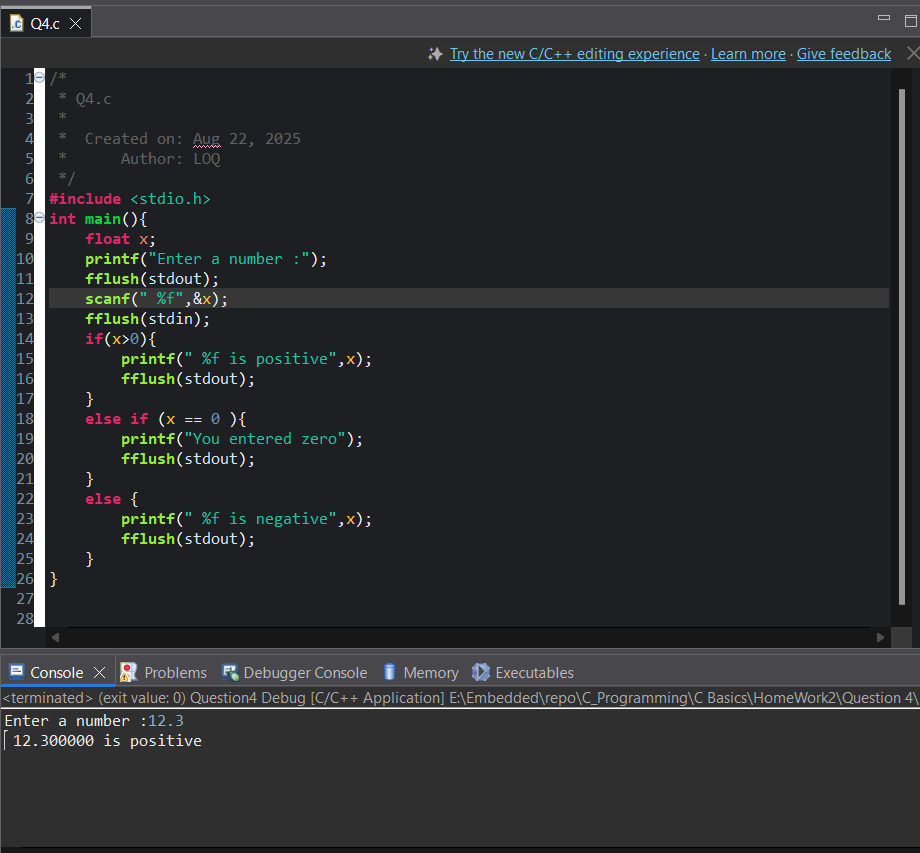 Q4.c
Try the new C/C++ editing experience · Learn more · Give feedback
1 /*
2  * Q4.c
3  *
4  *  Created on: Aug 22, 2025
5  *      Author: LOQ
6  */
7 #include <stdio.h>
8 int main(){
9     float x;
10     printf("Enter a number :");
11     fflush(stdout);
12     scanf(" %f",&x);
13     fflush(stdin);
14     if(x>0){
15         printf(" %f is positive",x);
16         fflush(stdout);
17     }
18     else if (x == 0 ){
19         printf("You entered zero");
20         fflush(stdout);
21     }
22     else {
23         printf(" %f is negative",x);
24         fflush(stdout);
25     }
26 }
27
28
Console Problems Debugger Console Memory Executables
<terminated> (exit value: 0) Question4 Debug [C/C++ Application] E:\Embedded\repo\C_Programming\C Basics\HomeWork2\Question 4\
Enter a number :12.3
 12.300000 is positive